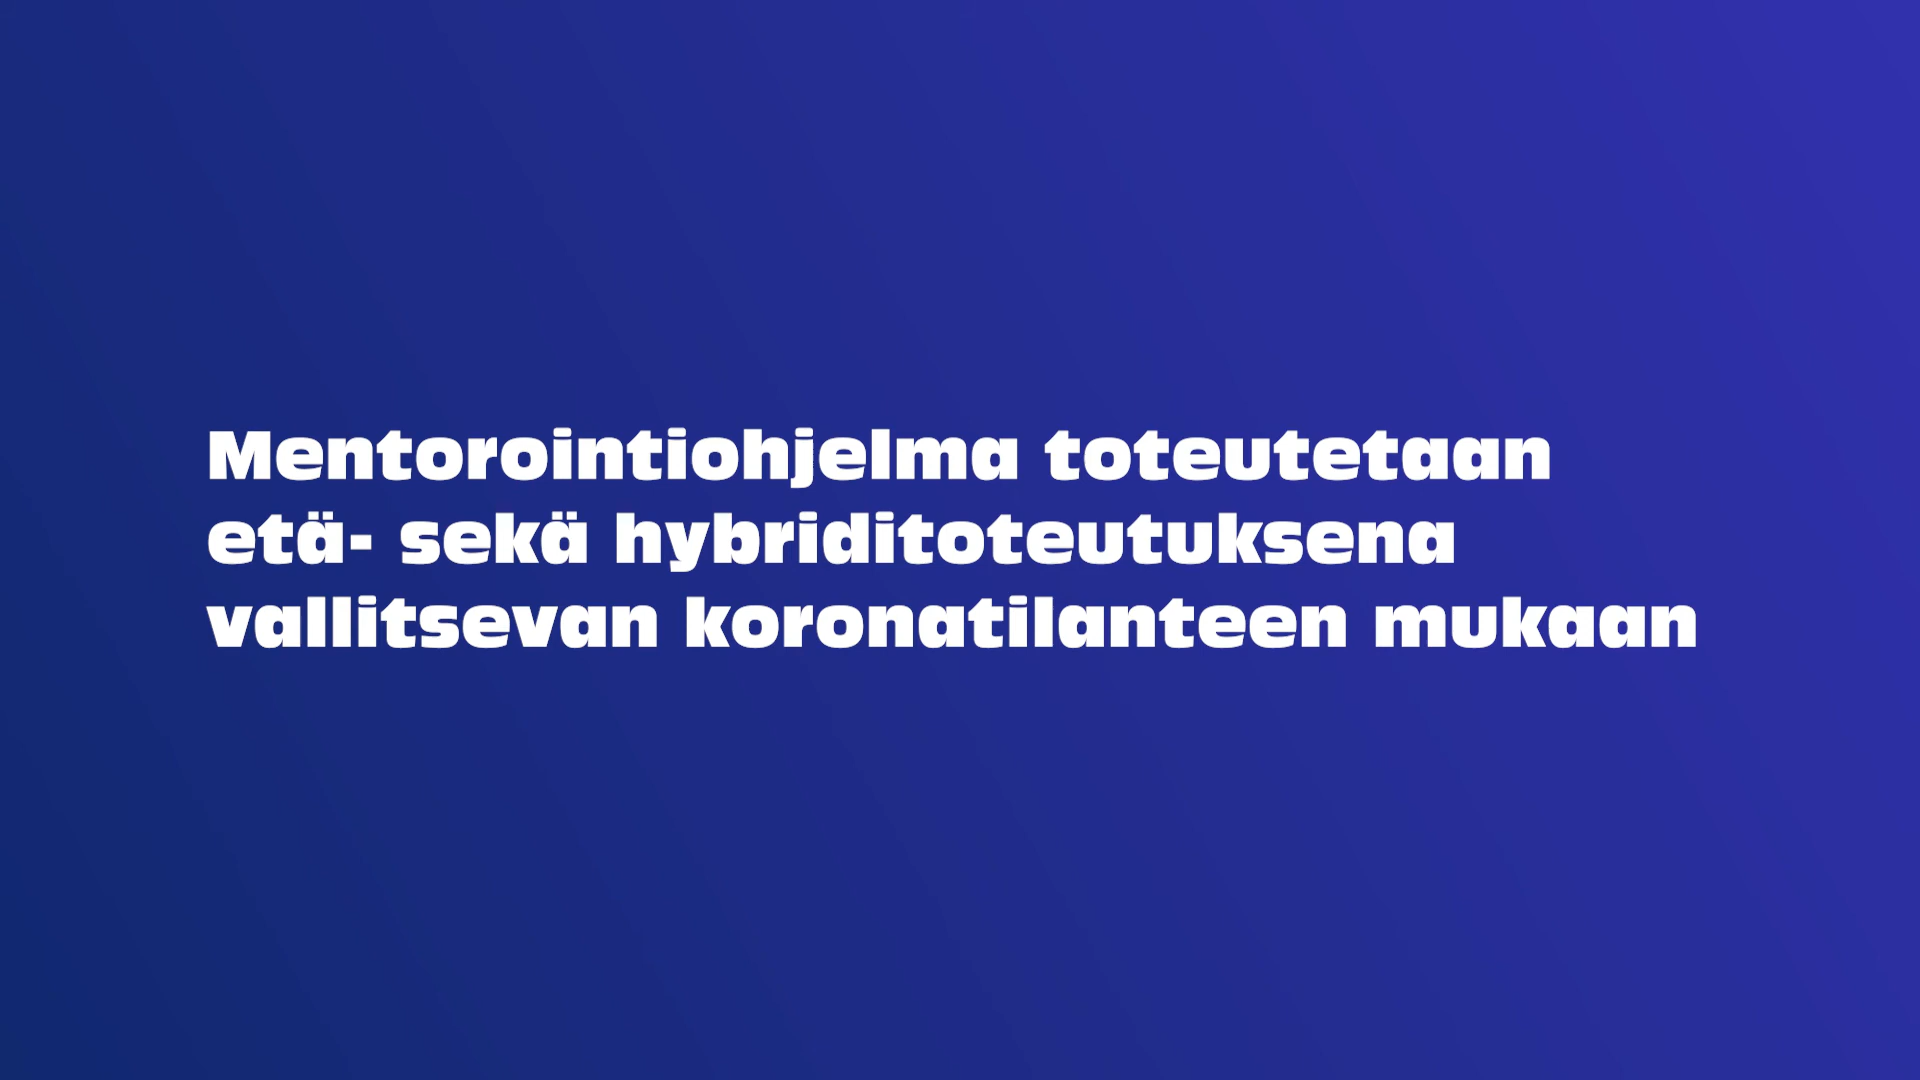 Mentorointiohjelma toteutetaan
etä- sekä hybriditoteutuksena
vallitsevan koronatilanteen mukaan